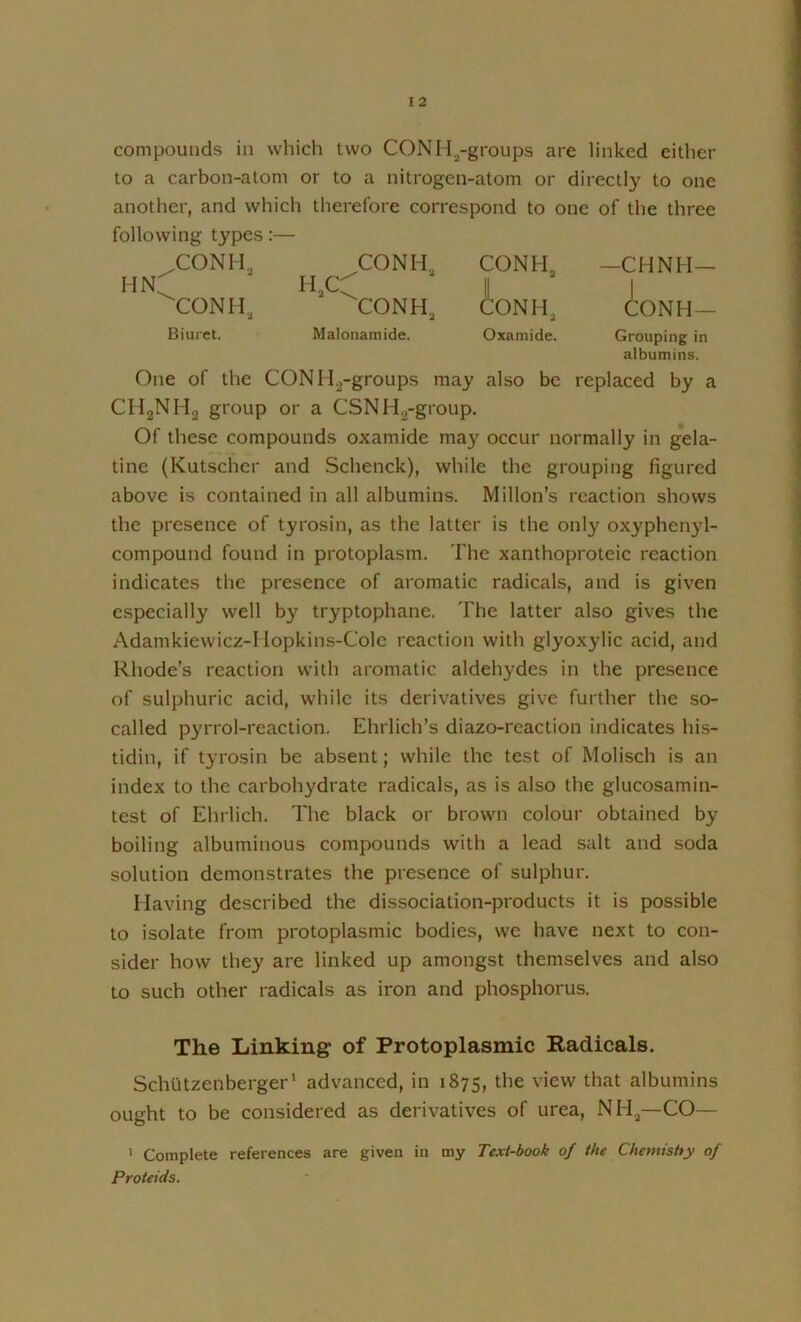 12
compounds in which two CONH₂-groups are linked either
to a carbon-atom or to a nitrogen-atom or directly to one
another, and which therefore correspond to one of the three
following types :—
CONH₂ CONH₂ CONH₂ —CHNH—
HN< H₂C< || |
CONH₂ CONH₂ CONH₂ CONH—
Biuret. Malonamide. Oxamide. Grouping in
albumins.
One of the CONH₂-groups may also be replaced by a
CH₂NH₂ group or a CSNH₂-group.
Of these compounds oxamide may occur normally in gela-
tine (Kutscher and Schenck), while the grouping figured
above is contained in all albumins. Millon’s reaction shows
the presence of tyrosin, as the latter is the only oxyphenyl-
compound found in protoplasm. The xanthoproteic reaction
indicates the presence of aromatic radicals, and is given
especially well by tryptophane. The latter also gives the
Adamkiewicz-Hopkins-Cole reaction with glyoxylic acid, and
Rhode’s reaction with aromatic aldehydes in the presence
of sulphuric acid, while its derivatives give further the so-
called pyrrol-reaction. Ehrlich’s diazo-reaction indicates his-
tidin, if tyrosin be absent; while the test of Molisch is an
index to the carbohydrate radicals, as is also the glucosamin-
test of Ehrlich. The black or brown colour obtained by
boiling albuminous compounds with a lead salt and soda
solution demonstrates the presence of sulphur.
Having described the dissociation-products it is possible
to isolate from protoplasmic bodies, we have next to con-
sider how they are linked up amongst themselves and also
to such other radicals as iron and phosphorus.
The Linking of Protoplasmic Radicals.
Schützenberger¹ advanced, in 1875, the view that albumins
ought to be considered as derivatives of urea, NH₂—CO—
¹ Complete references are given in my Text-book of the Chemistry of
Proteids.